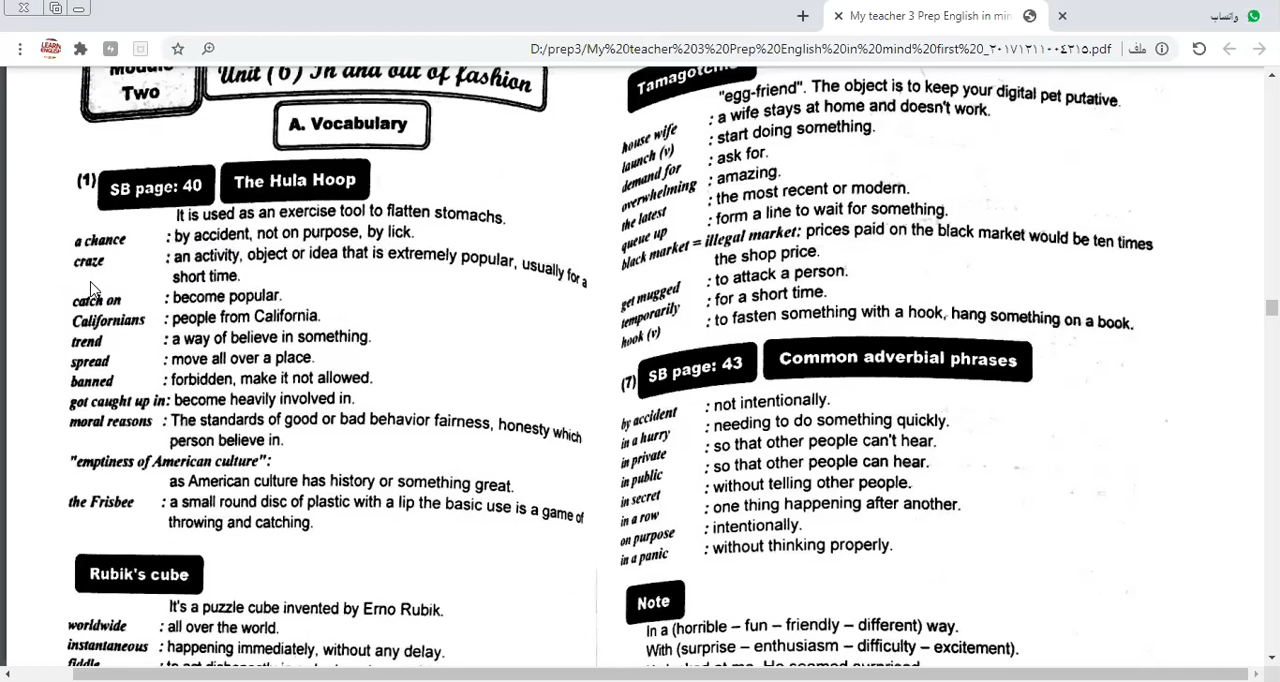 My teacher 3 Prep English in min
واتساب
D:/prep3/My%20teacher%203%20Prep%20English%20in%20mind%20first%20_٢٠١٧١٢١١٠٠٤٢١٥.pdf
ملف
LEARN ENGLISH
Module
Two
Unit (6) In and out of fashion
A. Vocabulary
(1) SB page: 40 The Hula Hoop
It is used as an exercise tool to flatten stomachs.
a chance : by accident, not on purpose, by lick.
craze : an activity, object or idea that is extremely popular, usually for a
short time.
catch on : become popular.
Californians : people from California.
trend : a way of believe in something.
spread : move all over a place.
banned : forbidden, make it not allowed.
got caught up in: become heavily involved in.
moral reasons : The standards of good or bad behavior fairness, honesty which
person believe in.
"emptiness of American culture":
as American culture has history or something great.
the Frisbee : a small round disc of plastic with a lip the basic use is a game of
throwing and catching.
Rubik's cube
It's a puzzle cube invented by Erno Rubik.
worldwide : all over the world.
instantaneous : happening immediately, without any delay.
fiddle
"egg-friend". The object is to keep your digital pet putative.
house wife : a wife stays at home and doesn't work.
launch (v) : start doing something.
demand for : ask for.
overwhelming : amazing.
the latest : the most recent or modern.
queue up : form a line to wait for something.
black market = illegal market: prices paid on the black market would be ten times
the shop price.
get mugged : to attack a person.
temporarily : for a short time.
hook (v) : to fasten something with a hook, hang something on a book.
(7) SB page: 43 Common adverbial phrases
by accident : not intentionally.
in a hurry : needing to do something quickly.
in private : so that other people can't hear.
in public : so that other people can hear.
in secret : without telling other people.
in a row : one thing happening after another.
on purpose : intentionally.
in a panic : without thinking properly.
Note
In a (horrible – fun – friendly – different) way.
With (surprise – enthusiasm – difficulty – excitement).